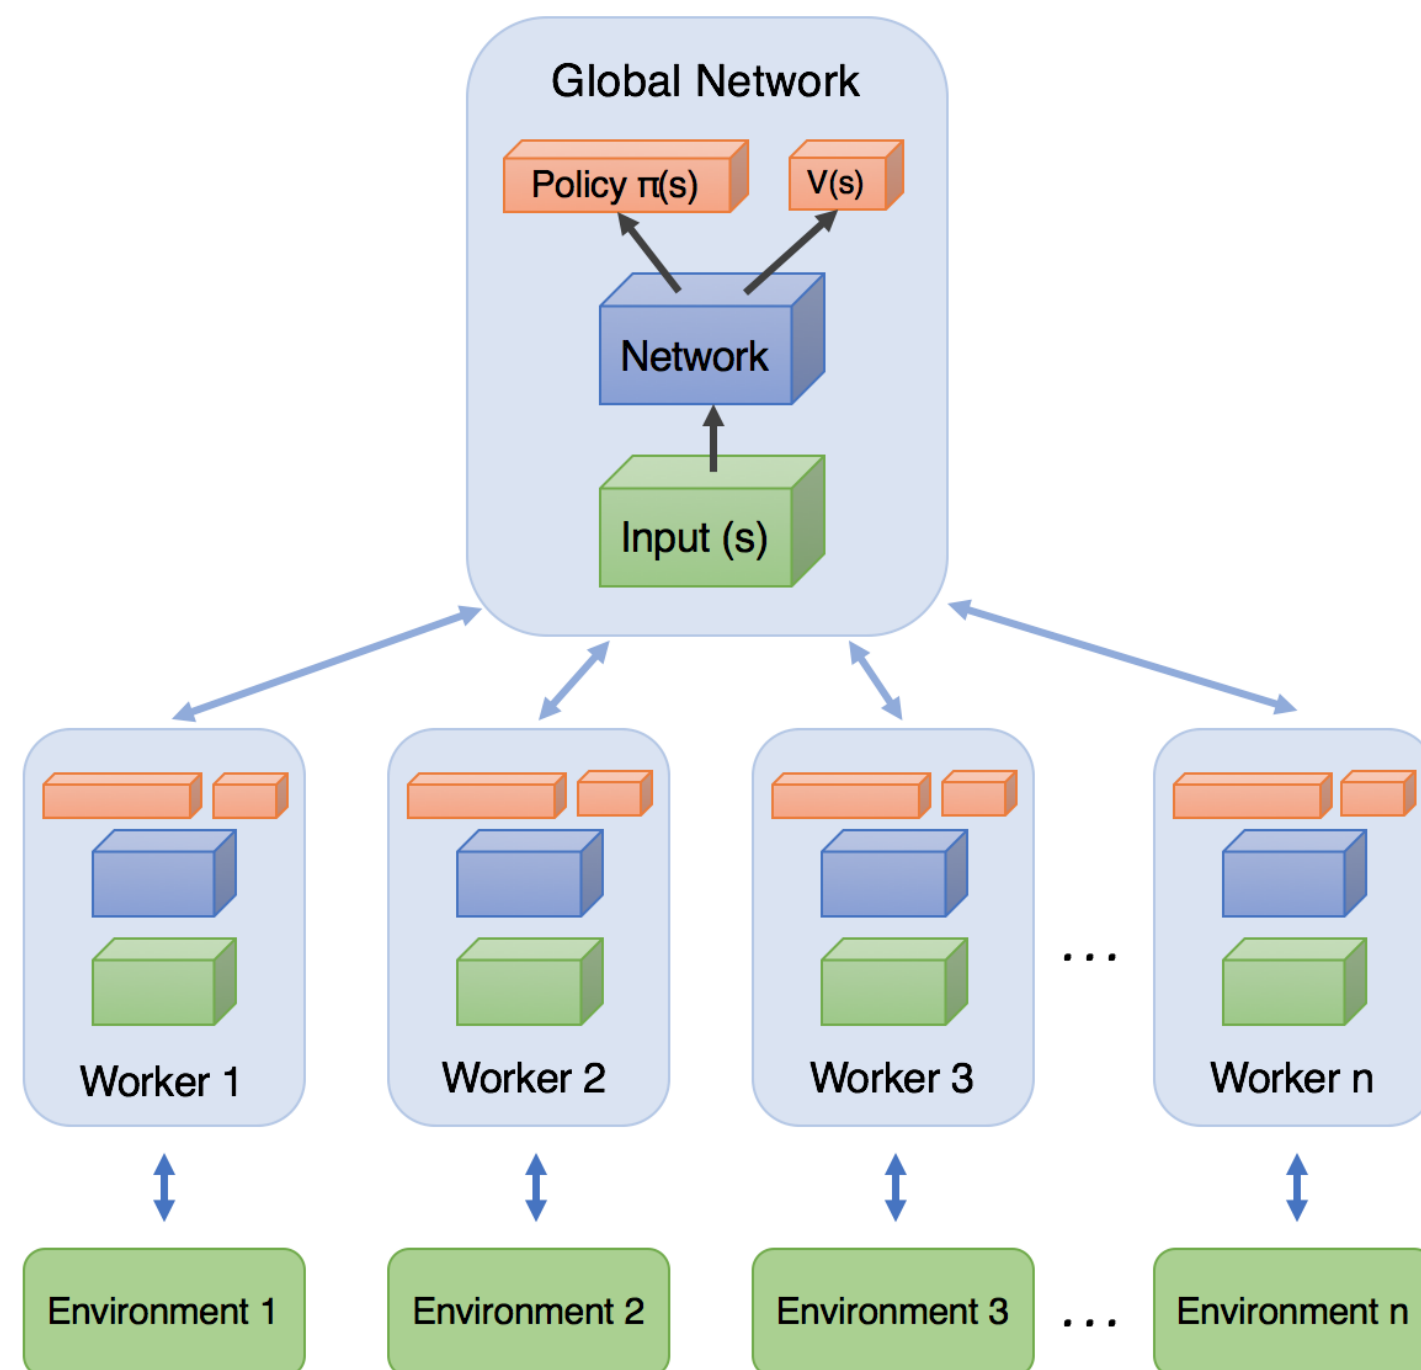 Global Network
Policy π(s)
V(s)
Network
Input (s)
Worker 1
Worker 2
Worker 3
...
Worker n
Environment 1
Environment 2
Environment 3
...
Environment n